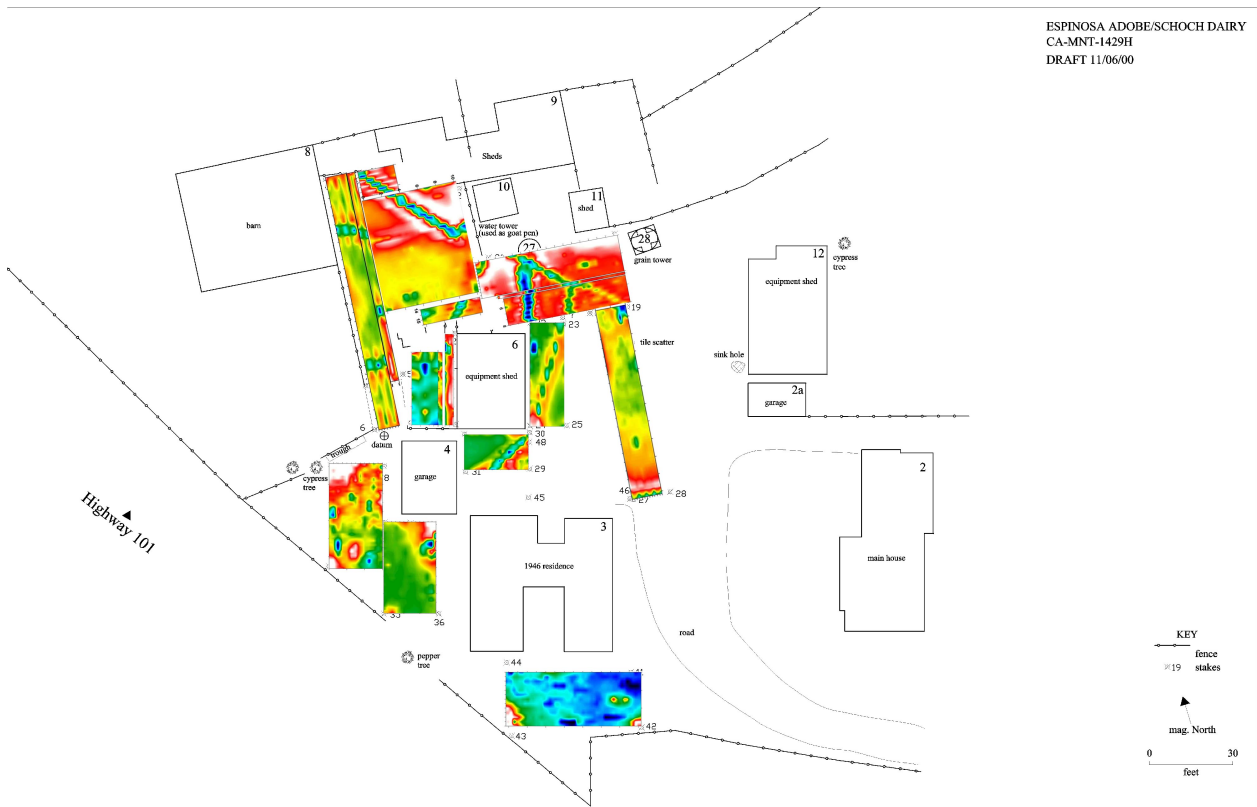 ESPINOSA ADOBE/SCHOCH DAIRY
CA-MNT-1429H
DRAFT 11/06/00
9
8
Sheds
barn
10
11
shed
water tower
(used as goat pen)
27
28
grain tower
12
cypress
tree
equipment shed
19
23
tile scatter
6
equipment shed
sink hole
5
2a
garage
6
datum
trough
25
30
48
4
garage
31
29
cypress
tree
8
45
46
27
28
2
main house
Highway 101
3
1946 residence
35
36
road
pepper
tree
44
43
42
KEY
fence
19 stakes
mag. North
0 30
feet